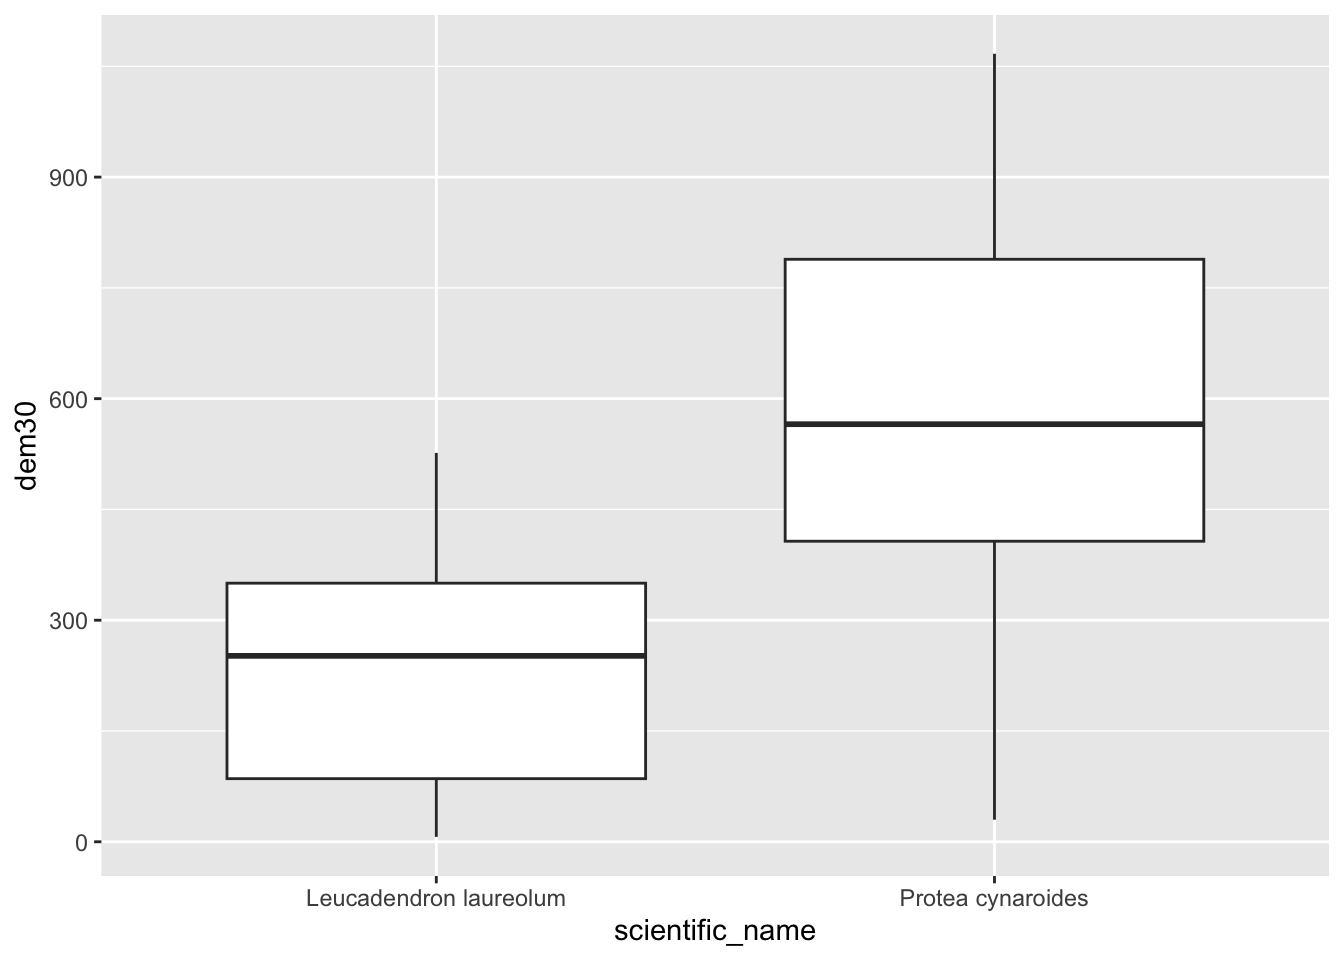 900
600
300
0
dem30
Leucadendron laureolum
Protea cynaroides
scientific_name